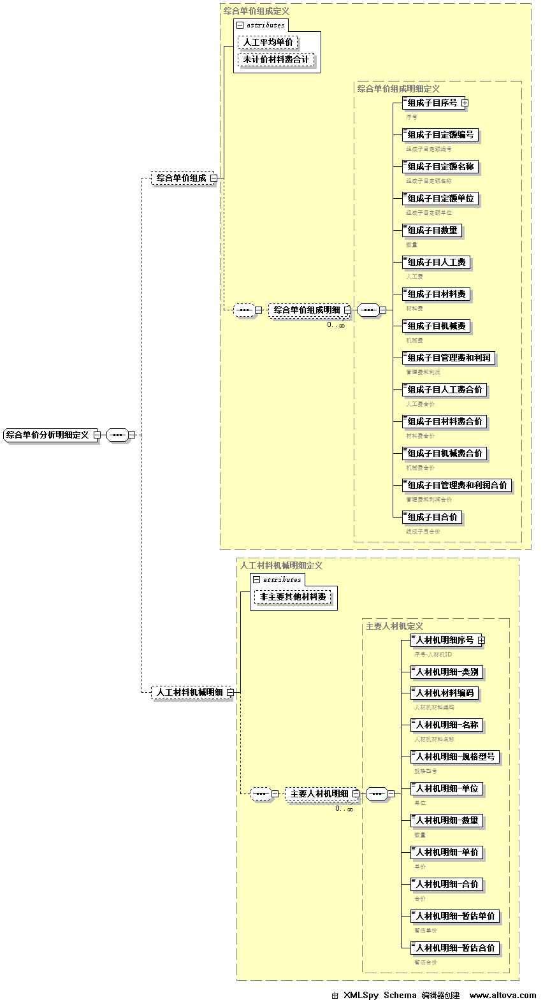 综合单价组成定义
attributes
人工平均单价
未计价材料费合计
综合单价组成明细定义
组成子目序号
序号
组成子目定额编号
组成子目定额编号
组成子目定额名称
组成子目定额名称
组成子目定额单位
组成子目定额单位
组成子目数量
数量
组成子目人工费
人工费
组成子目材料费
材料费
组成子目机械费
机械费
组成子目管理费和利润
管理费和利润
组成子目人工费合价
人工费合价
组成子目材料费合价
材料费合价
组成子目机械费合价
机械费合价
组成子目管理费和利润合价
管理费和利润合价
组成子目合价
组成子目合价
综合单价组成
综合单价组成明细
0..∞
综合单价分析明细定义
人工材料机械明细定义
attributes
非主要其他材料费
主要人材机定义
人材机明细序号
序号-人材机ID
人材机明细-类别
人材机材料编码
人材机材料编码
人材机明细-名称
人材机材料名称
人材机明细-规格型号
规格型号
人材机明细-单位
单位
人材机明细-数量
数量
人材机明细-单价
单价
人材机明细-合价
合价
人材机明细-暂估单价
暂估单价
人材机明细-暂估合价
暂估合价
人工材料机械明细
主要人材机明细
0..∞
由 XMLSpy Schema 编辑器创建 www.altova.com